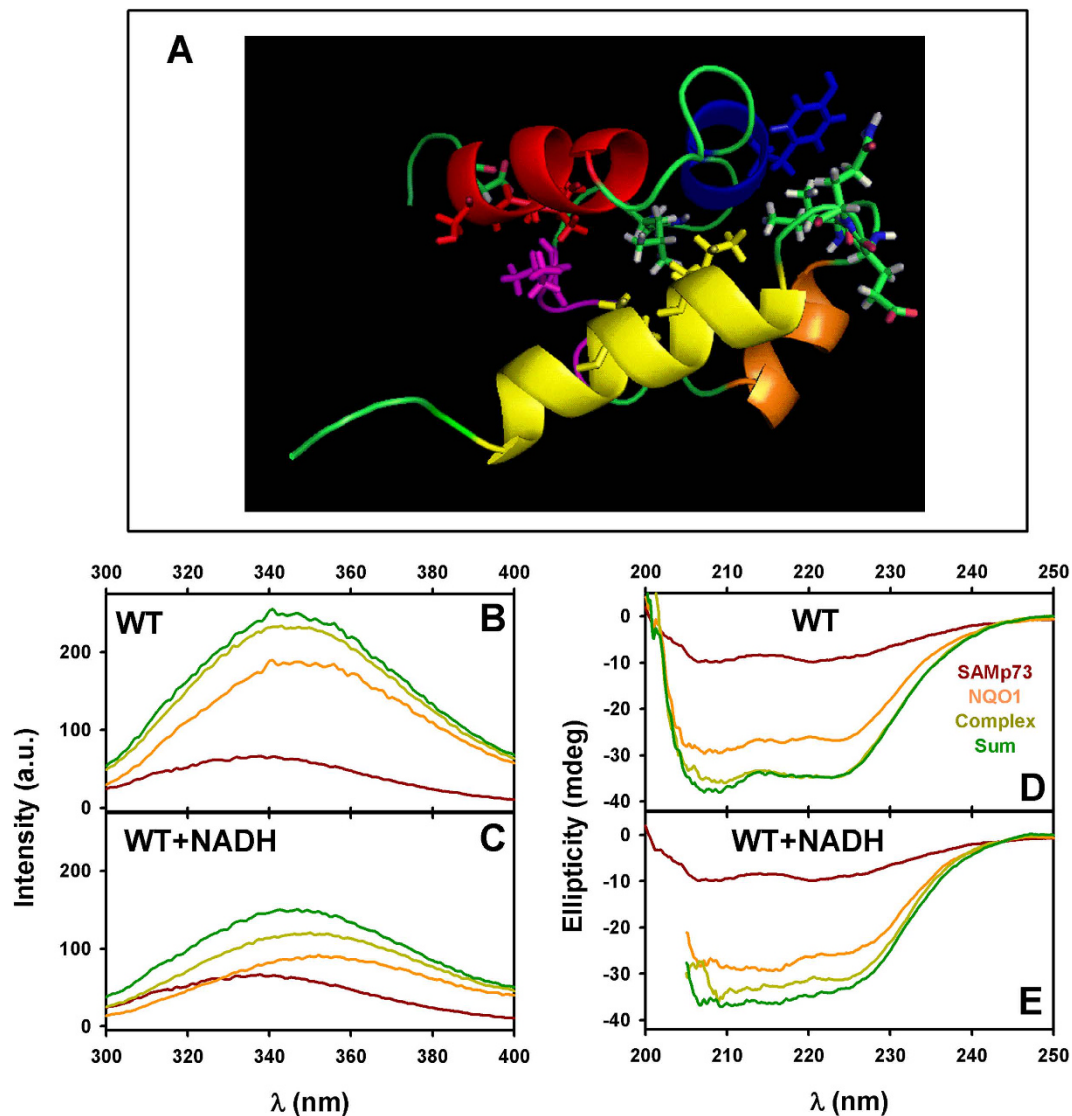 A
300 320 340 360 380 400
200 210 220 230 240 250
WT
B
200
100
0
WT
D
0
-10
-20
-30
-40
SAMp73
NQO1
Complex
Sum
WT+NADH
C
200
100
0
WT+NADH
E
0
-10
-20
-30
-40
Intensity (a.u.)
Ellipticity (mdeg)
300 320 340 360 380 400
200 210 220 230 240 250
λ (nm)
λ (nm)